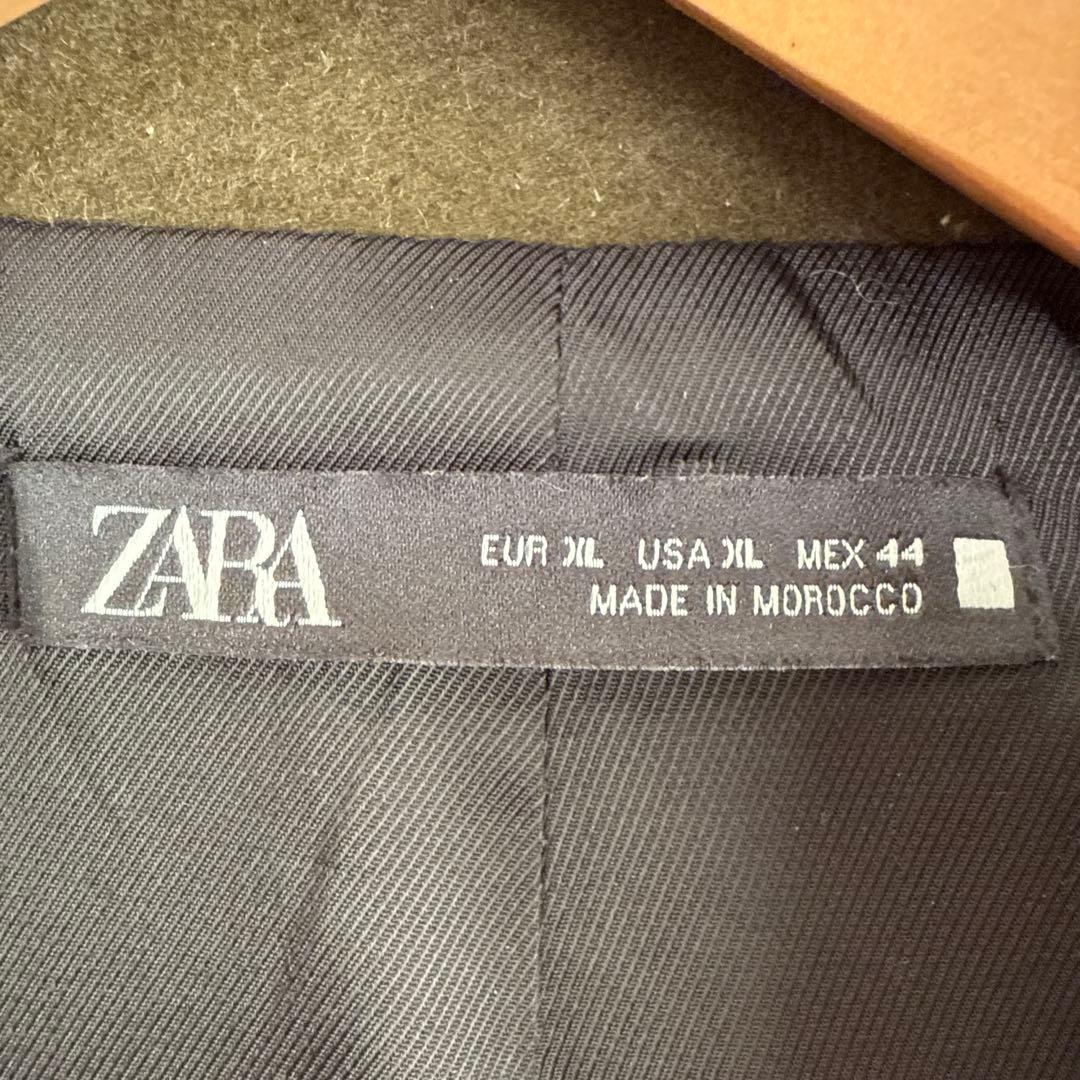 ZARA
EUR XL USA XL MEX 44
MADE IN MOROCCO